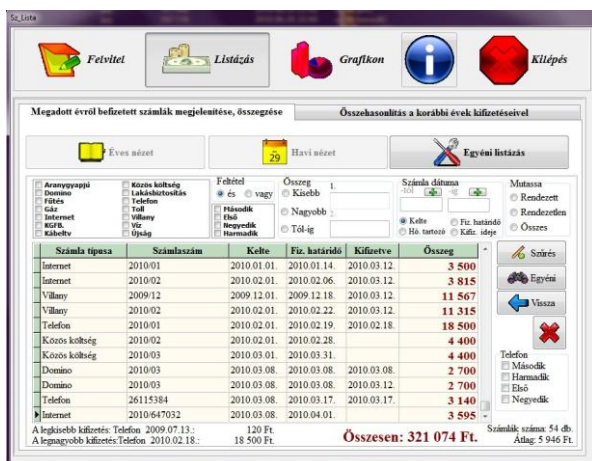 Sz_Lista
Felvitel Listázás Grafikon Kilépés
Megadott évről befizetett számlák megjelenítése, összegzése Összehasonlítás a korábbi évek kifizetéseivel
Éves nézet 29 Havi nézet Egyéni listázás
Aranygyapjú Közös költség Feltétel Összeg 1. Számla dátuma Mutassa
Domino Lakásbiztosítás és vagy Kisebb -tól -ig Rendezett
Fűtés Telefon
Gáz Toll Második Nagyobb 2. Rendezetlen
Internet Villany Első Kelte Fiz. határidő
KGFB. Víz Negyedik Tól-ig Hó. tartozó Kifiz. ideje Összes
Kábeltv Újság Harmadik
Számla típusa Számlaszám Kelte Fiz. határidő Kifizetve Összeg Szűrés
Internet 2010/01 2010.01.01. 2010.01.14. 2010.03.12. 3 500
Internet 2010/02 2010.02.01. 2010.02.06. 2010.03.12. 3 815 Egyéni
Villany 2009/12 2009.12.01. 2009.12.18. 2010.03.12. 11 567
Villany 2010/02 2010.02.01. 2010.02.22. 2010.03.12. 11 315 Vissza
Telefon 2010/01 2010.02.01. 2010.02.19. 2010.02.18. 18 500
Közös költség 2010/02 2010.02.01. 2010.02.28. 4 400
Közös költség 2010/03 2010.03.01. 2010.03.31. 4 400 Telefon
Domino 2010/03 2010.03.08. 2010.03.08. 2010.03.08. 2 700 Második
Domino 2010/03 2010.03.08. 2010.03.08. 2010.03.12. 2 700 Harmadik
Telefon 26115384 2010.03.08. 2010.03.17. 2010.03.17. 3 140 Első
Internet 2010/647032 2010.03.08. 2010.04.01. 3 595 Negyedik
A legkisebb kifizetés: Telefon 2009.07.13.: 120 Ft. Összesen: 321 074 Ft. Számlák száma: 54 db.
A legnagyobb kifizetés:Telefon 2010.02.18.: 18 500 Ft. Átlag: 5 946 Ft.